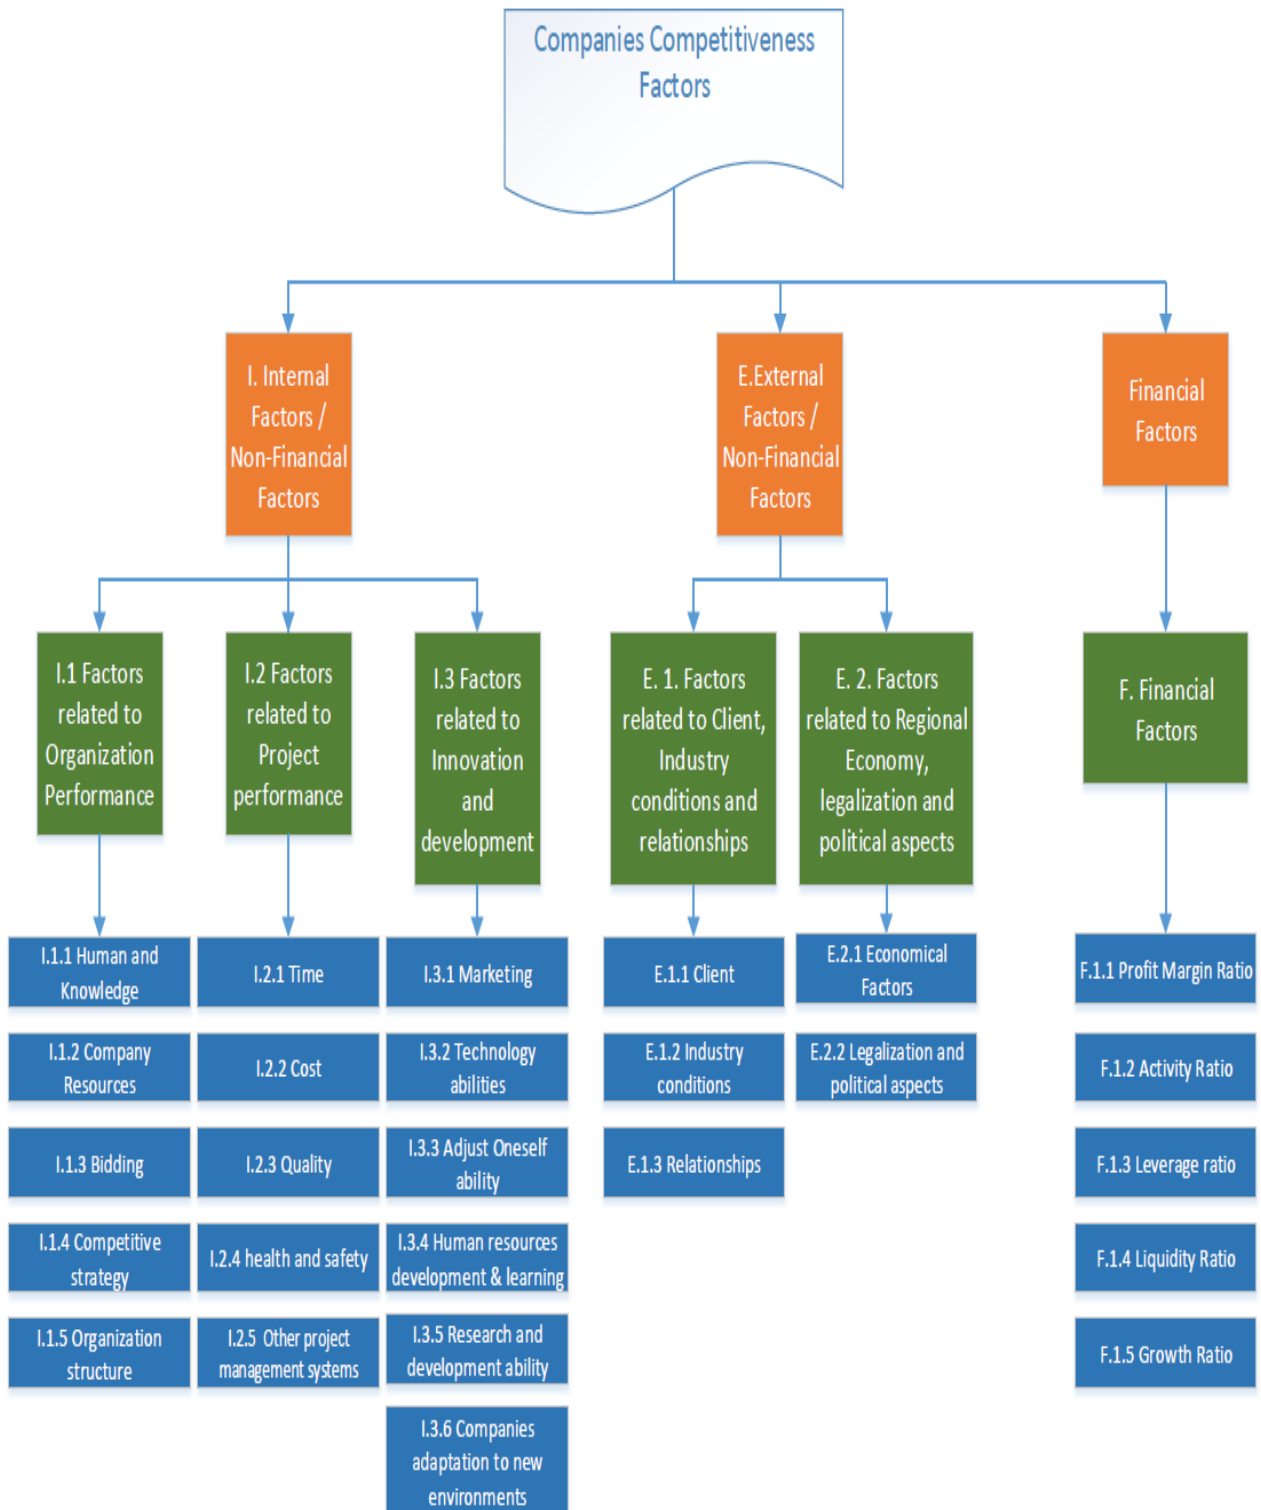 Companies Competitiveness
Factors
I. Internal
Factors /
Non-Financial
Factors
E.External
Factors /
Non-Financial
Factors
Financial
Factors
I.1 Factors
related to
Organization
Performance
I.2 Factors
related to
Project
performance
I.3 Factors
related to
Innovation
and
development
E. 1. Factors
related to Client,
Industry
conditions and
relationships
E. 2. Factors
related to Regional
Economy,
legalization and
political aspects
F. Financial
Factors
I.1.1 Human and
Knowledge
I.1.2 Company
Resources
I.1.3 Bidding
I.1.4 Competitive
strategy
I.1.5 Organization
structure
I.2.1 Time
I.2.2 Cost
I.2.3 Quality
I.2.4 health and safety
I.2.5 Other project
management systems
I.3.1 Marketing
I.3.2 Technology
abilities
I.3.3 Adjust Oneself
ability
I.3.4 Human resources
development & learning
I.3.5 Research and
development ability
I.3.6 Companies
adaptation to new
environments
E.1.1 Client
E.1.2 Industry
conditions
E.1.3 Relationships
E.2.1 Economical
Factors
E.2.2 Legalization and
political aspects
F.1.1 Profit Margin Ratio
F.1.2 Activity Ratio
F.1.3 Leverage ratio
F.1.4 Liquidity Ratio
F.1.5 Growth Ratio